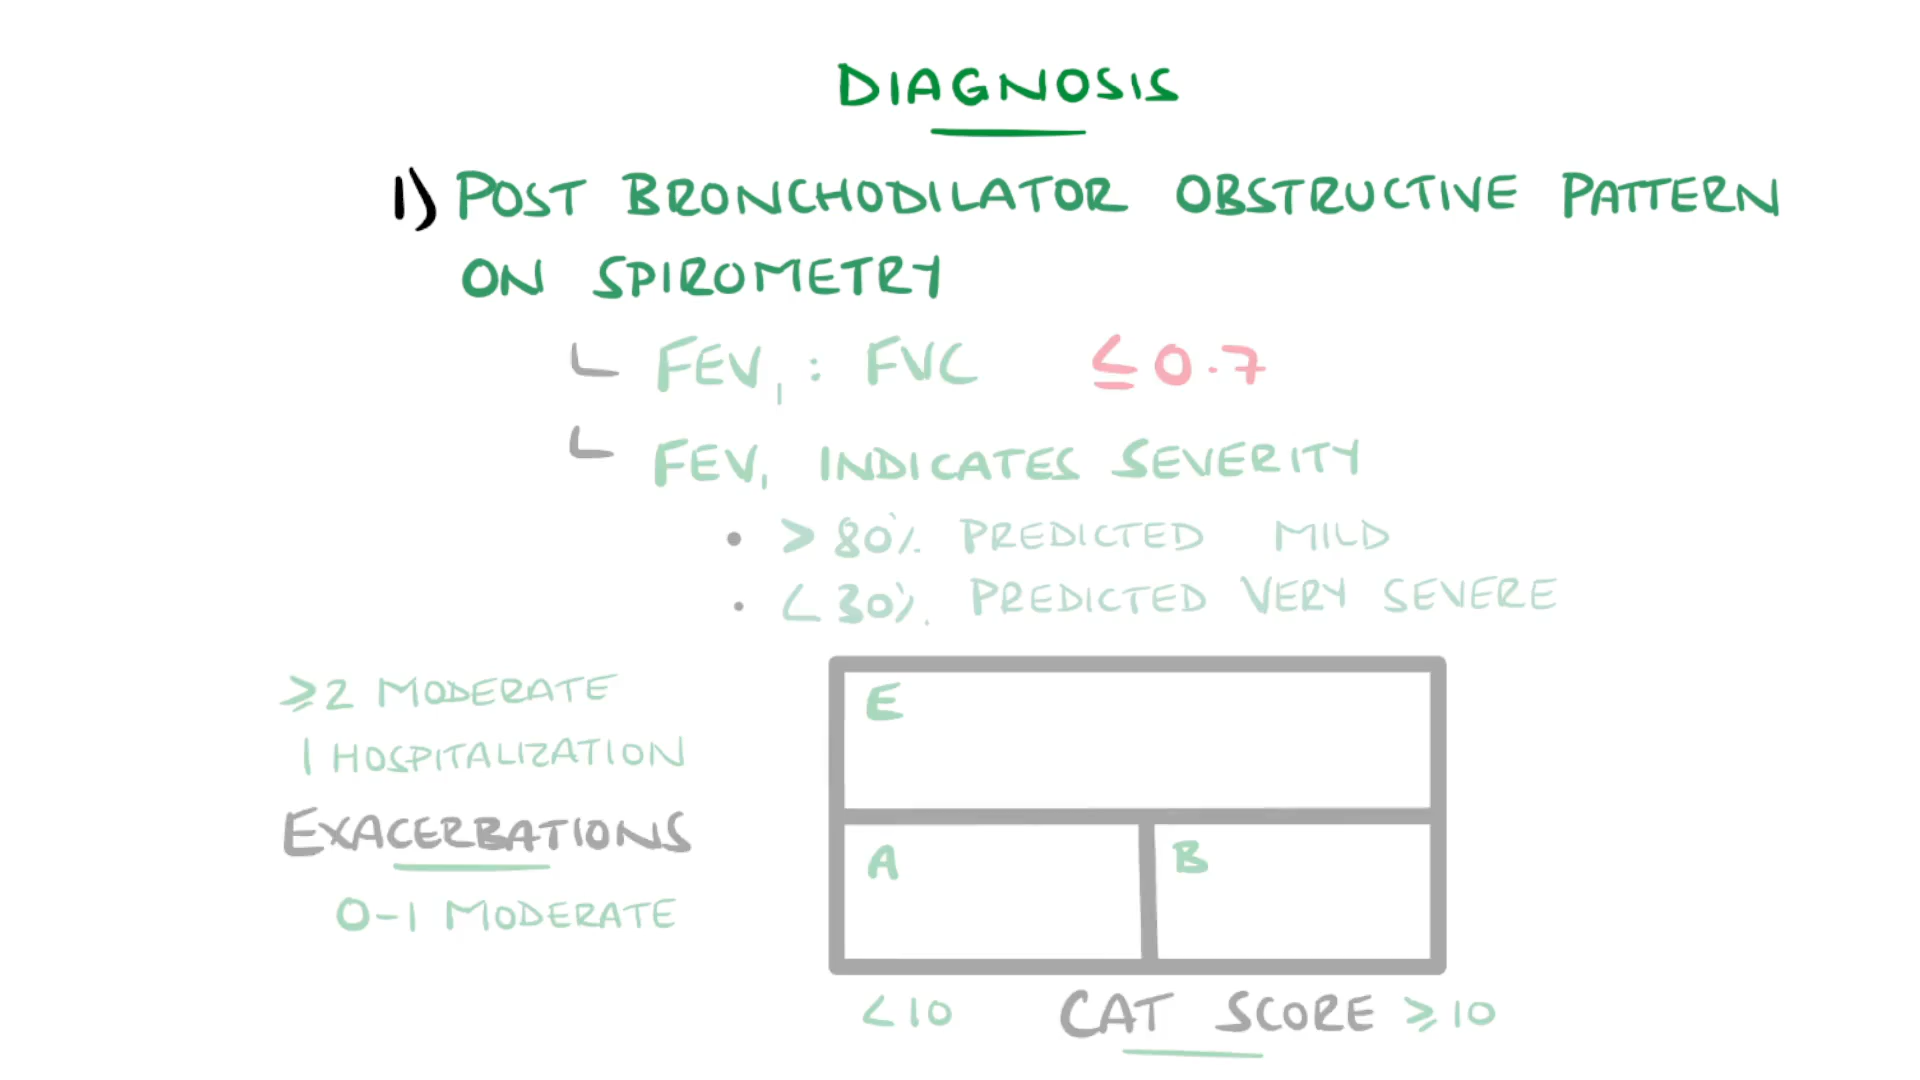 DIAGNOSIS
1) POST BRONCHODILATOR OBSTRUCTIVE PATTERN
ON SPIROMETRY
FEV1 : FVC ≤0.7
FEV1 INDICATES SEVERITY
• > 80% PREDICTED MILD
• < 30% PREDICTED VERY SEVERE
≥2 MODERATE
1 HOSPITALIZATION
EXACERBATIONS
0-1 MODERATE
E
A B
<10 CAT SCORE ≥10